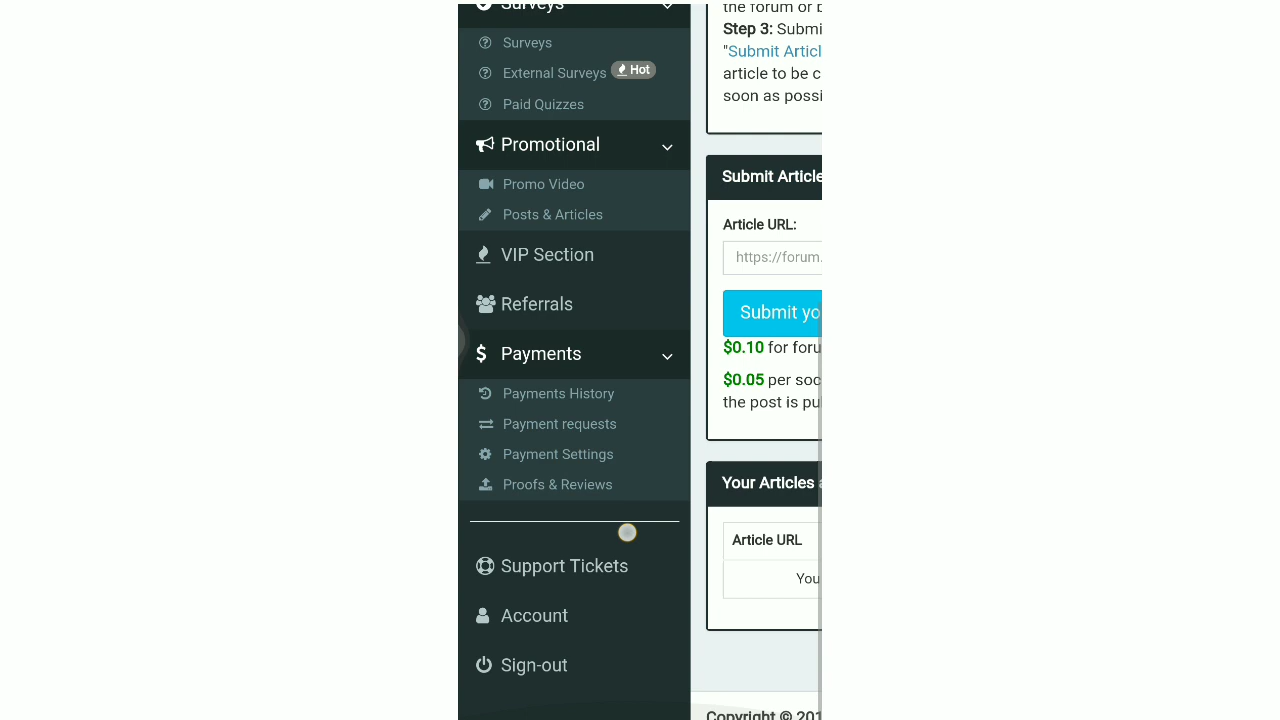 Surveys
Surveys
External Surveys Hot
Paid Quizzes
Promotional
Promo Video
Posts & Articles
VIP Section
Referrals
Payments
Payments History
Payment requests
Payment Settings
Proofs & Reviews
Support Tickets
Account
Sign-out
the forum or b
Step 3: Submi
"Submit Articl
article to be c
soon as possi
Submit Article
Article URL:
https://forum.
Submit yo
$0.10 for foru
$0.05 per soc
the post is pu
Your Articles
Article URL
You
Copyright © 201